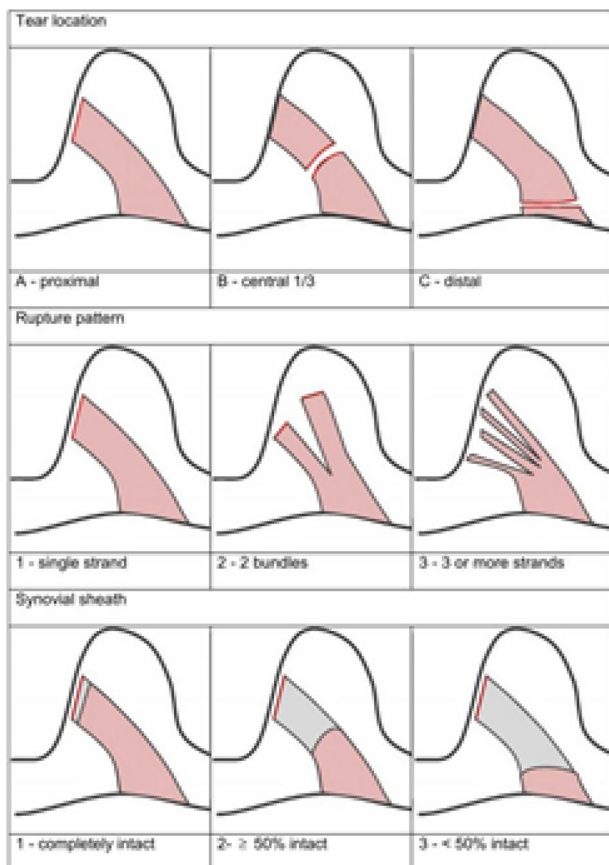 Tear location
A - proximal
B - central 1/3
C - distal
Rupture pattern
1 - single strand
2 - 2 bundles
3 - 3 or more strands
Synovial sheath
1 - completely intact
2- ≥ 50% intact
3 - < 50% intact